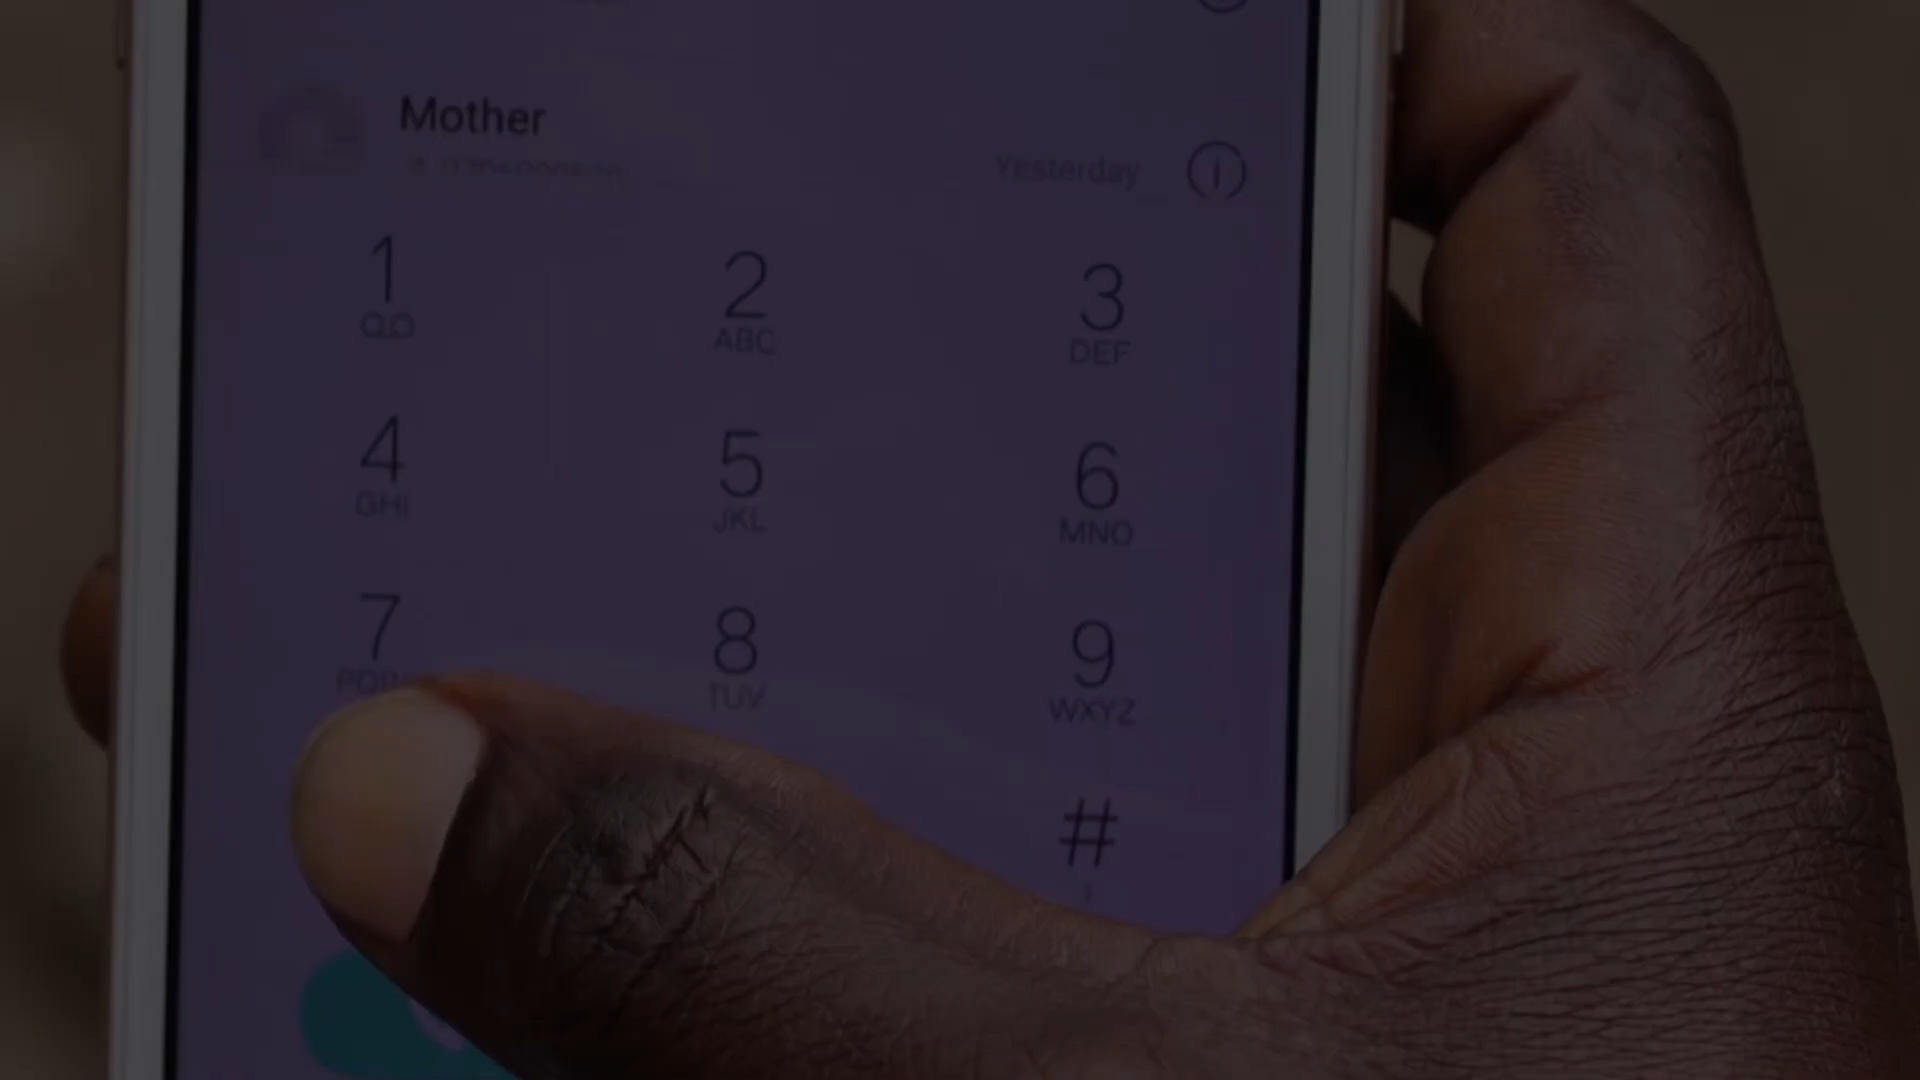 Mother
Yesterday
1 2 3
ABC DEF
4 5 6
GHI JKL MNO
7 8 9
TUV WXYZ
#